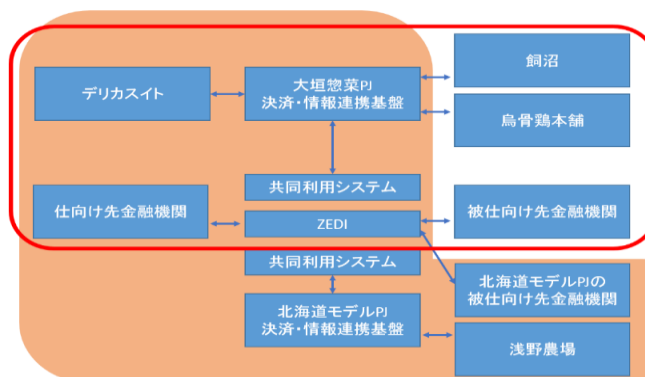 デリカスイト
大垣惣菜PJ
決済・情報連携基盤
飼沼
烏骨鶏本舗
共同利用システム
仕向け先金融機関
ZEDI
被仕向け先金融機関
共同利用システム
北海道モデルPJの
被仕向け先金融機関
北海道モデルPJ
決済・情報連携基盤
浅野農場